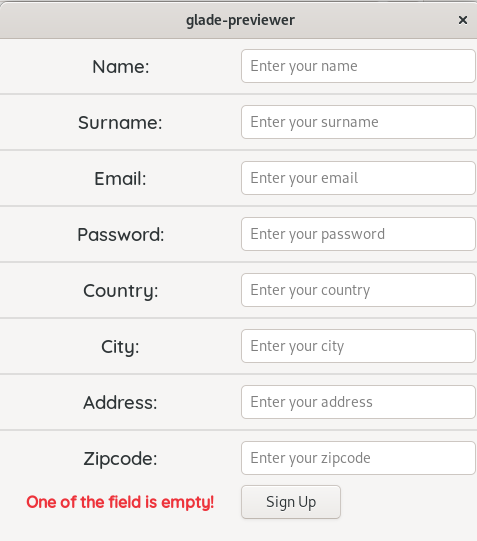 glade-previewer ×
Name: Enter your name
Surname: Enter your surname
Email: Enter your email
Password: Enter your password
Country: Enter your country
City: Enter your city
Address: Enter your address
Zipcode: Enter your zipcode
One of the field is empty! Sign Up